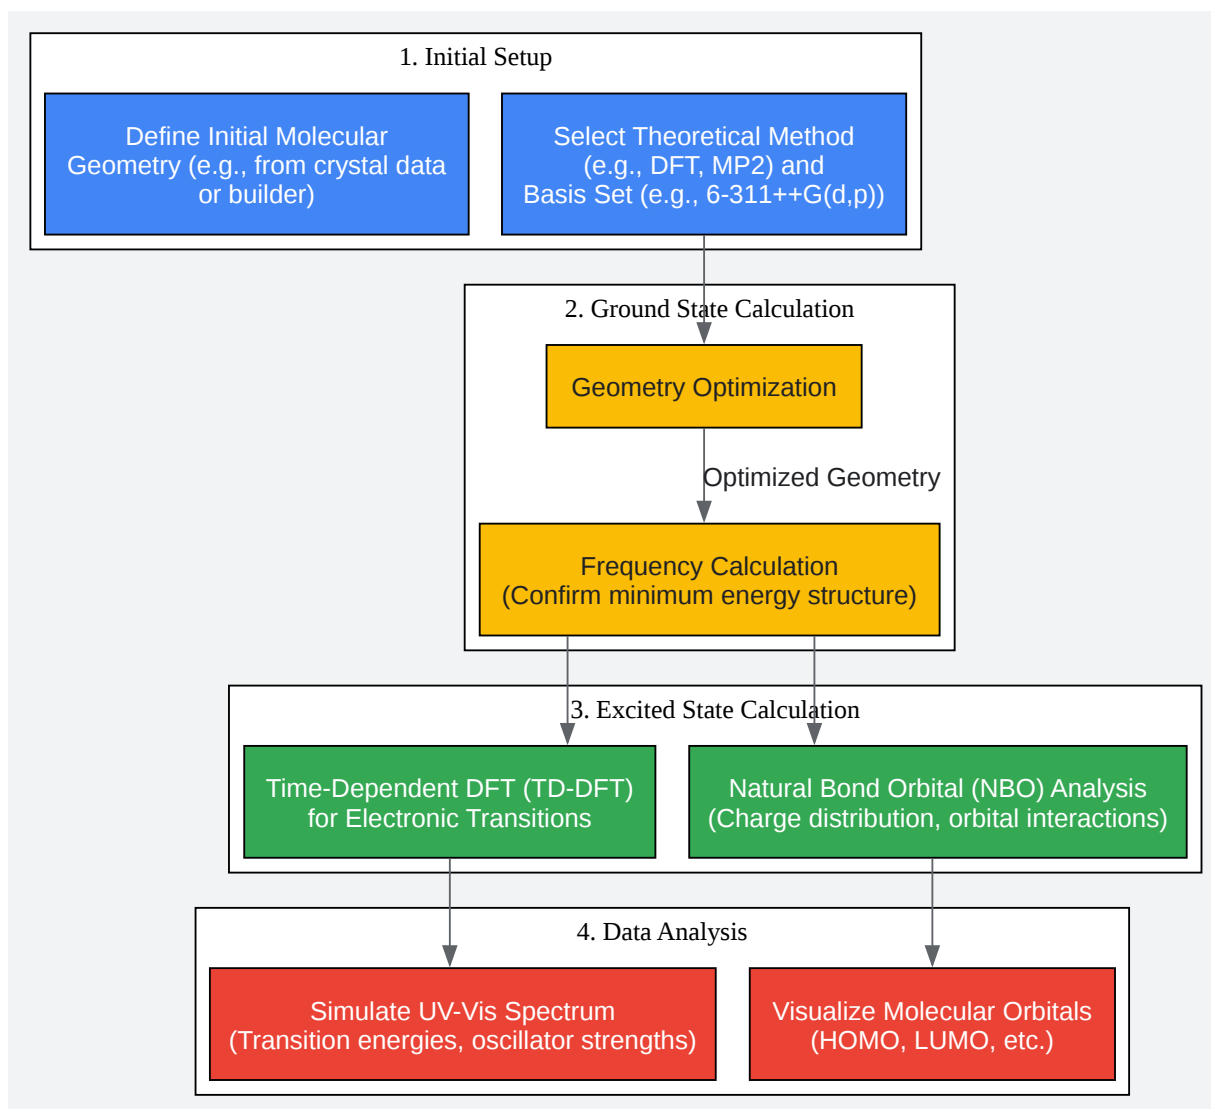 1. Initial Setup
Define Initial Molecular
Geometry (e.g., from crystal data
or builder)
Select Theoretical Method
(e.g., DFT, MP2) and
Basis Set (e.g., 6-311++G(d,p))
2. Ground State Calculation
Geometry Optimization
Optimized Geometry
Frequency Calculation
(Confirm minimum energy structure)
3. Excited State Calculation
Time-Dependent DFT (TD-DFT)
for Electronic Transitions
Natural Bond Orbital (NBO) Analysis
(Charge distribution, orbital interactions)
4. Data Analysis
Simulate UV-Vis Spectrum
(Transition energies, oscillator strengths)
Visualize Molecular Orbitals
(HOMO, LUMO, etc.)